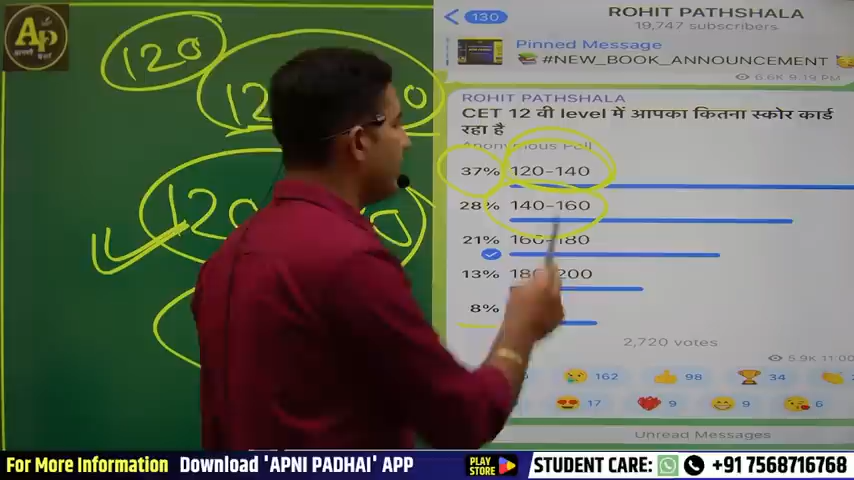 AP
120
120
< 130
ROHIT PATHSHALA
19,747 subscribers
Pinned Message
#NEW_BOOK_ANNOUNCEMENT
6.6K 9:19 PM
ROHIT PATHSHALA
CET 12 वी level में आपका कितना स्कोर कार्ड
रहा है
Anonymous Poll
37% 120-140
28% 140-160
21% 160-180
13% 180-200
8%
2,720 votes
5.9K 11:00
162 98 34
17 9 9 6
Unread Messages
For More Information Download 'APNI PADHAI' APP PLAY STORE STUDENT CARE: +91 7568716768